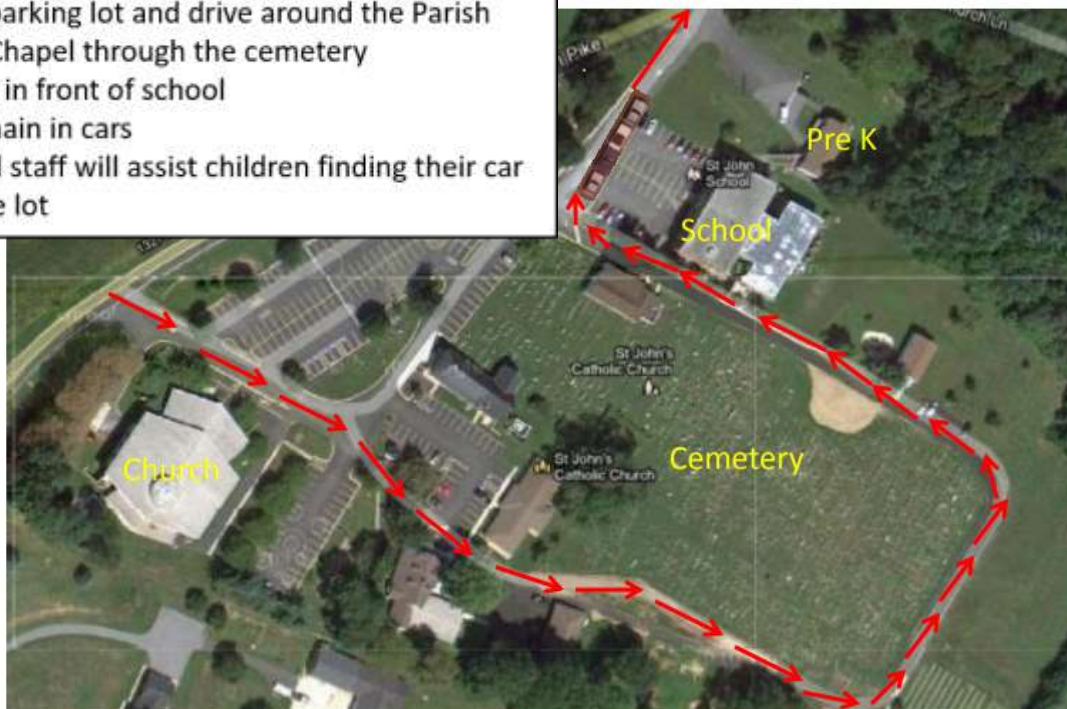 parking lot and drive around the Parish
Chapel through the cemetery
in front of school
in cars
staff will assist children finding their car
lot
Pike
Pre K
St John
School
School
St John's
Catholic Church
St John's
Catholic Church
Cemetery
Church